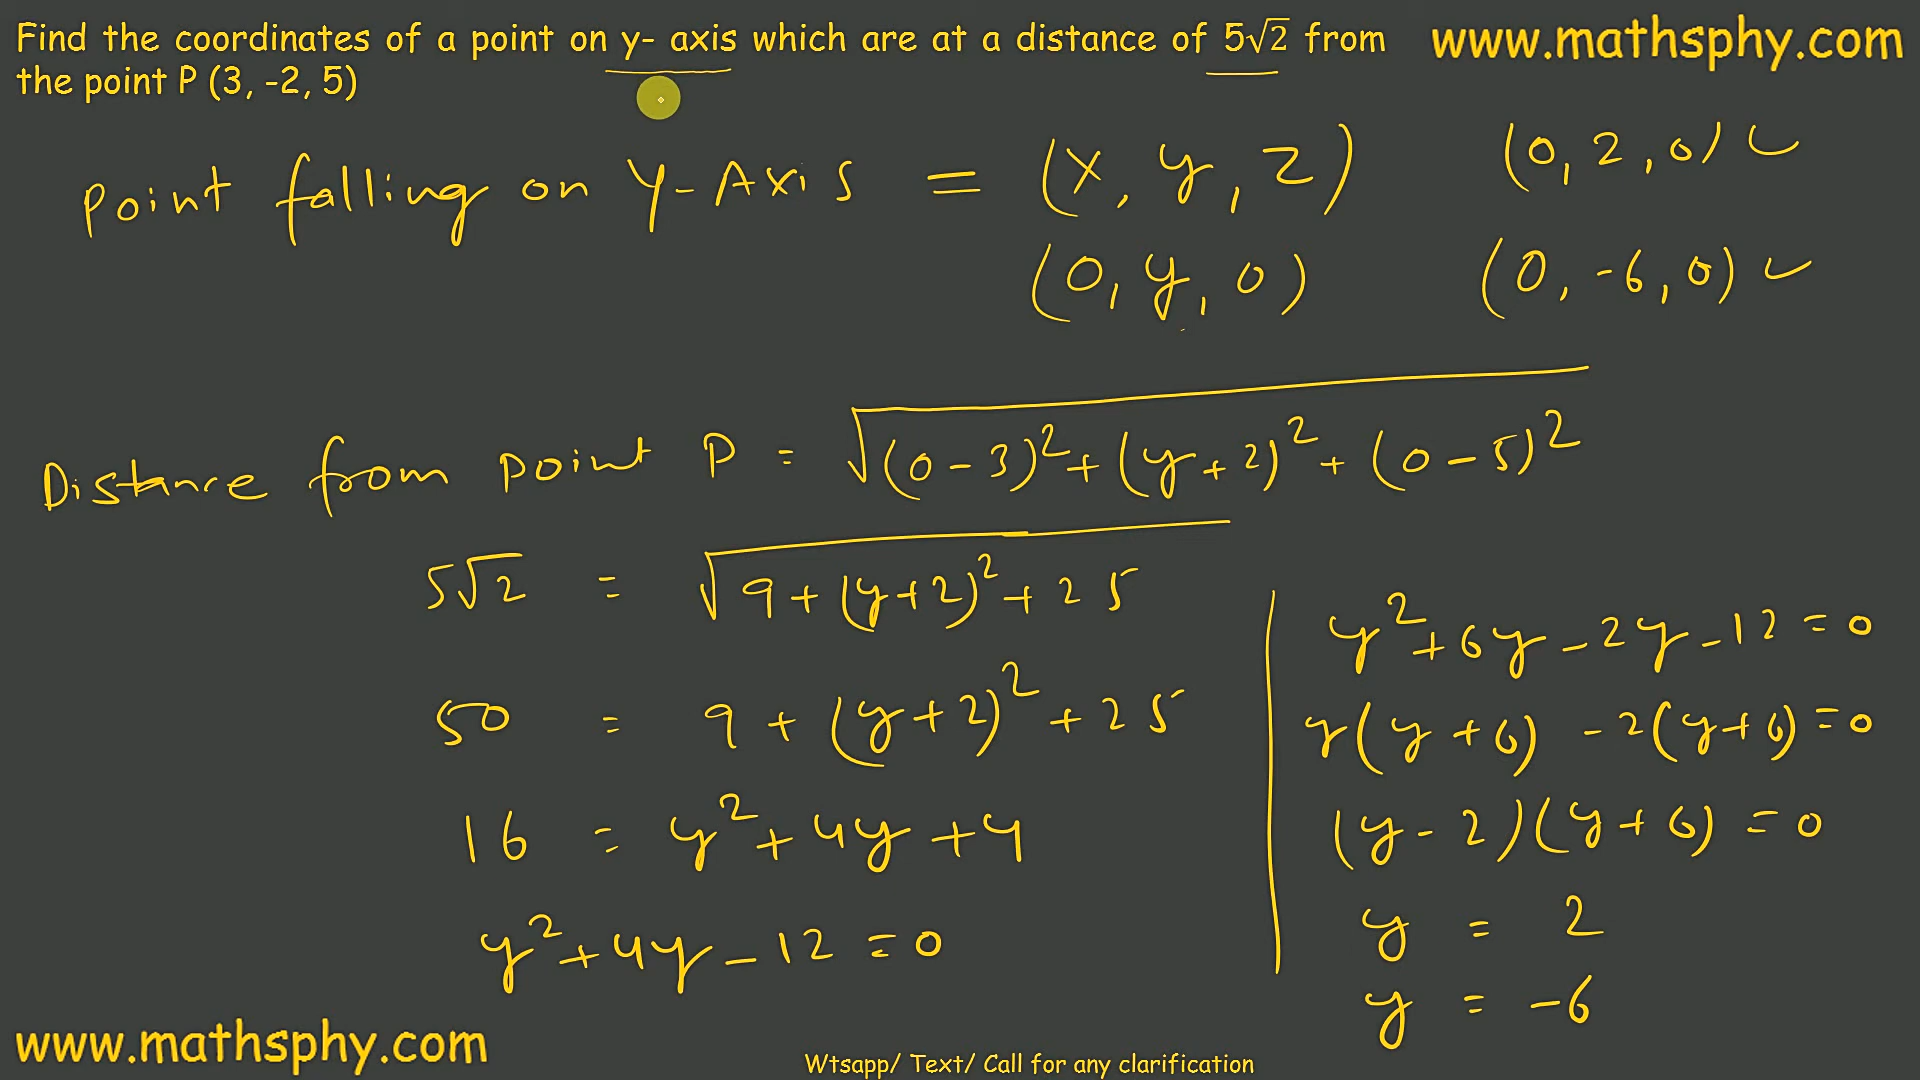 Find the coordinates of a point on y- axis which are at a distance of 5√2 from
the point P (3, -2, 5)
www.mathsphy.com
Point falling on Y-Axis = (x, y, z)
(0, y, 0)
(0, 2, 0)
(0, -6, 0)
Distance from point P = √(0-3)²+(y+2)²+(0-5)²
5√2 = √9+(y+2)²+25
50 = 9+(y+2)²+25
16 = y²+4y+4
y²+4y-12=0
y²+6y-2y-12=0
y(y+6)-2(y+6)=0
(y-2)(y+6)=0
y = 2
y = -6
www.mathsphy.com
Wtsapp/ Text/ Call for any clarification